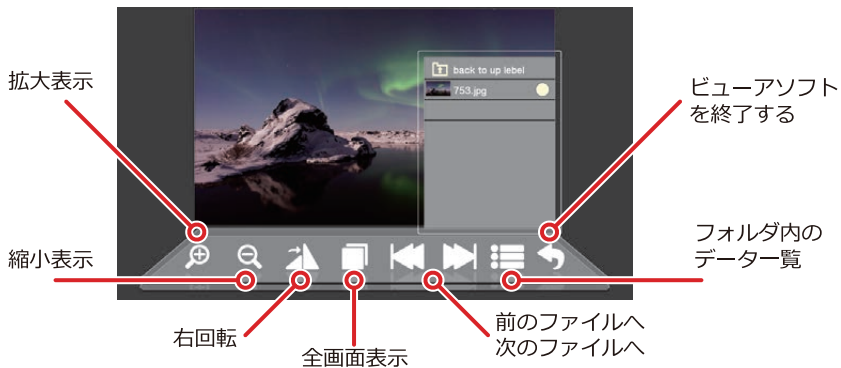 拡大表示
縮小表示
右回転
全画面表示
前のファイルへ
次のファイルへ
フォルダ内の
データ一覧
ビューアソフト
を終了する
back to up lebel
753.jpg